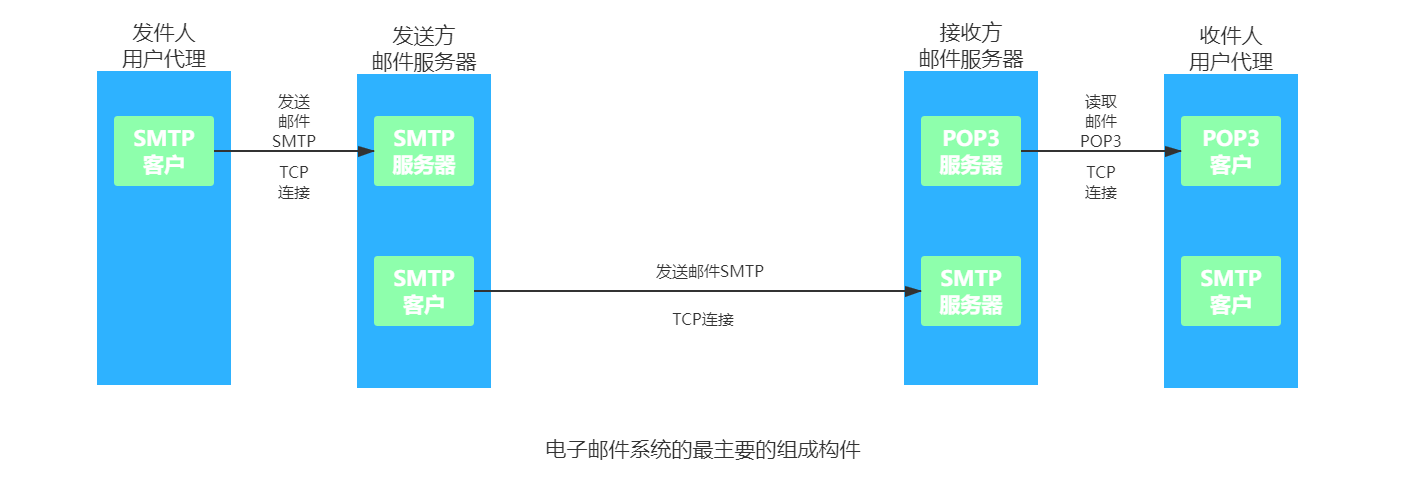 发件人
用户代理
发送方
邮件服务器
接收方
邮件服务器
收件人
用户代理
SMTP
客户
发送
邮件
SMTP
TCP
连接
SMTP
服务器
POP3
服务器
读取
邮件
POP3
TCP
连接
POP3
客户
SMTP
客户
发送邮件SMTP
TCP连接
SMTP
服务器
SMTP
客户
电子邮件系统的最主要的组成构件